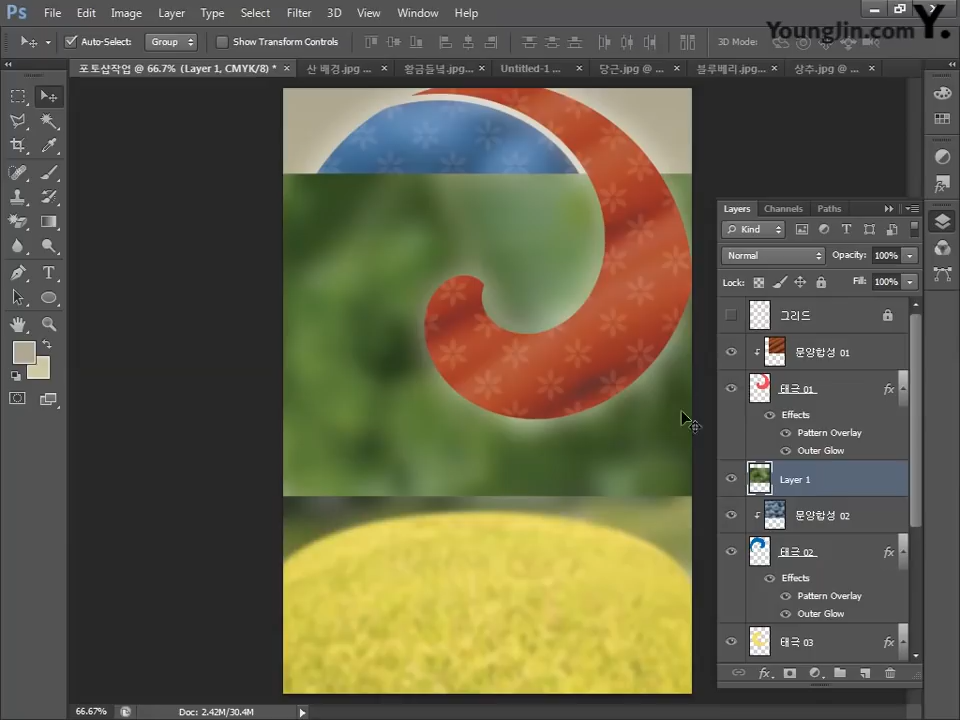 Ps File Edit Image Layer Type Select Filter 3D View Window Help
Auto-Select: Group Show Transform Controls 3D Mode:
YoungJin.com Y.
포토샵작업 @ 66.7% (Layer 1, CMYK/8) * × 산 배경.jpg ... × 황금들녘.jpg... × Untitled-1 ... × 당근.jpg @ ... × 블루베리.jpg... × 상추.jpg @ ... ×
Layers Channels Paths
Kind
Normal Opacity: 100%
Lock: Fill: 100%
그리드
문양합성 01
태극 01 fx
Effects
Pattern Overlay
Outer Glow
Layer 1
문양합성 02
태극 02 fx
Effects
Pattern Overlay
Outer Glow
태극 03 fx
fx
66.67% Doc: 2.42M/30.4M